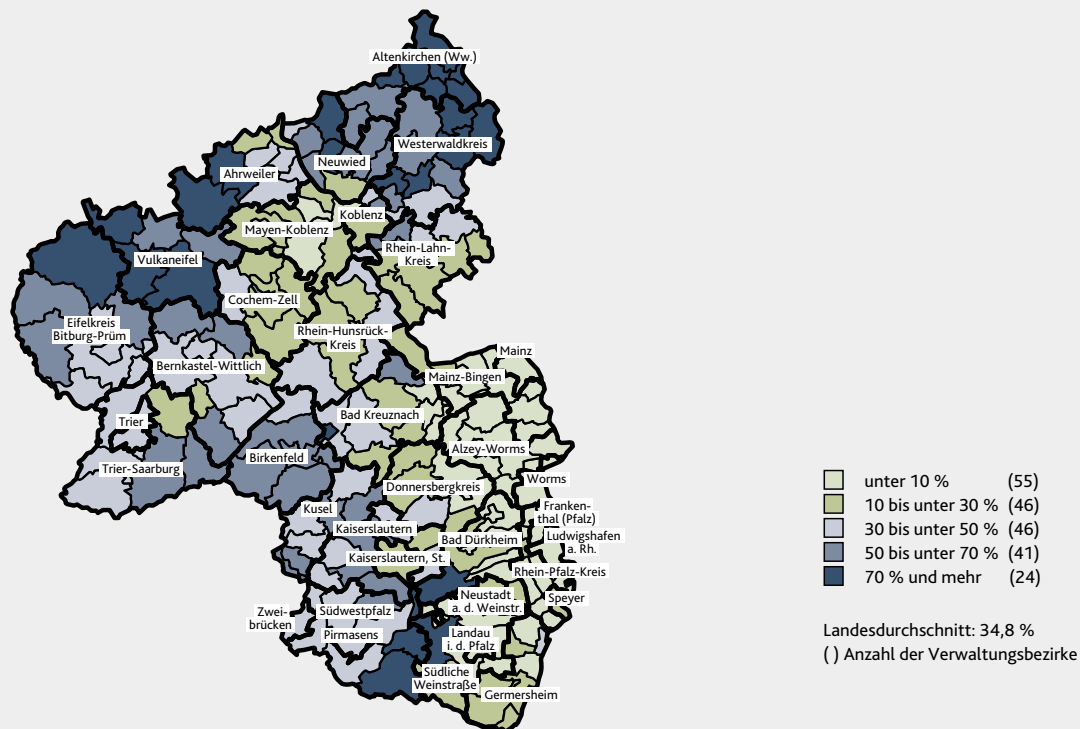 Altenkirchen (Ww.)
Westerwaldkreis
Neuwied
Ahrweiler
Koblenz
Mayen-Koblenz
Rhein-Lahn-
Kreis
Vulkaneifel
Cochem-Zell
Eifelkreis
Bitburg-Prüm
Rhein-Hunsrück-
Kreis
Mainz
Bernkastel-Wittlich
Mainz-Bingen
Trier
Bad Kreuznach
Alzey-Worms
Birkenfeld
Trier-Saarburg
Worms
Donnersbergkreis
Kusel
Franken-
thal (Pfalz)
Kaiserslautern
Bad Dürkheim
Ludwigshafen
a. Rh.
Kaiserslautern, St.
Rhein-Pfalz-Kreis
Neustadt
a. d. Weinstr.
Speyer
Zwei-
brücken
Südwestpfalz
Pirmasens
Landau
i. d. Pfalz
Südliche
Weinstraße
Germersheim
unter 10 % (55)
10 bis unter 30 % (46)
30 bis unter 50 % (46)
50 bis unter 70 % (41)
70 % und mehr (24)
Landesdurchschnitt: 34,8 %
( ) Anzahl der Verwaltungsbezirke